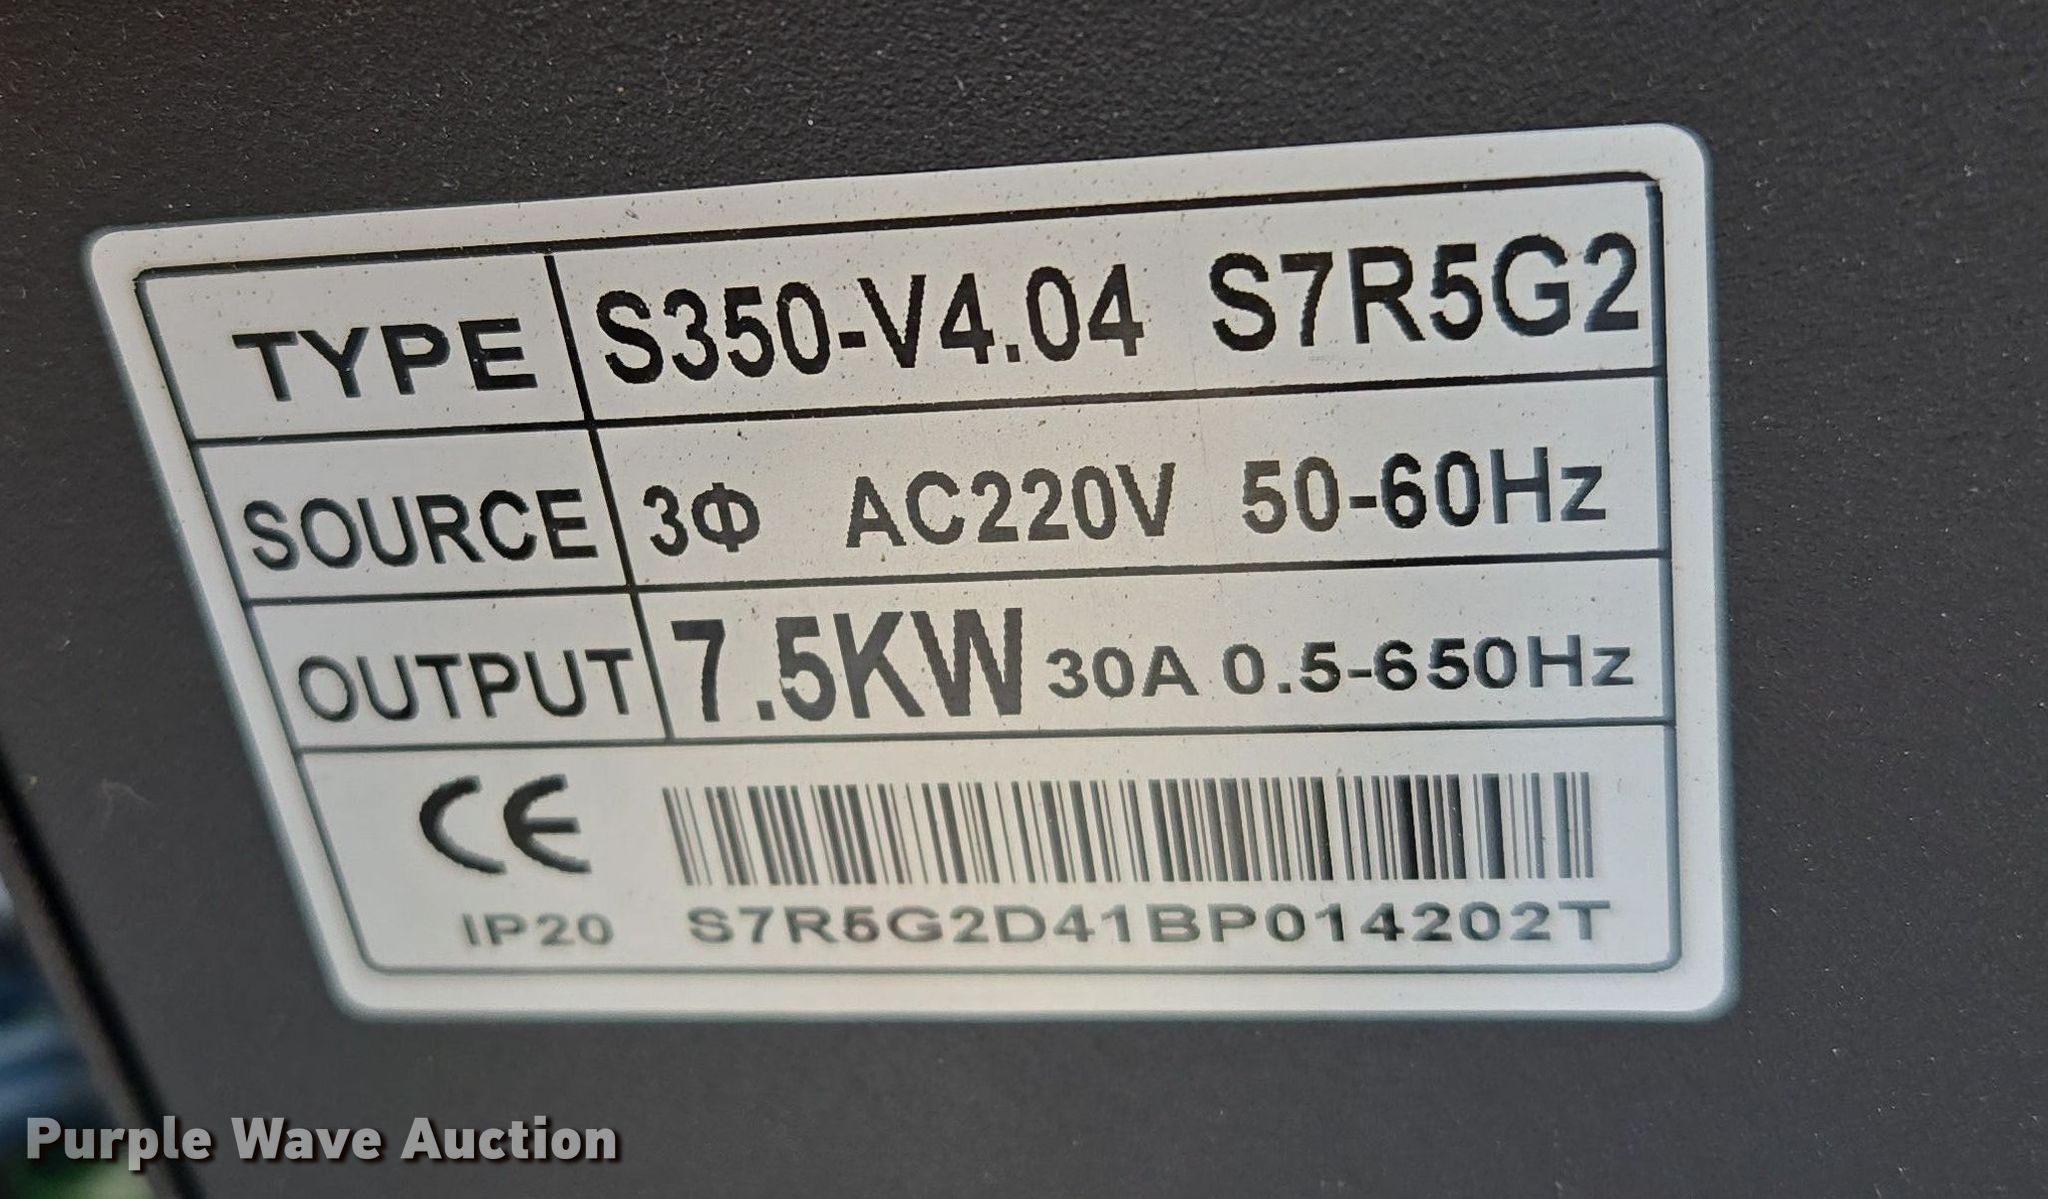 TYPE S350-V4.04 S7R5G2
SOURCE 3Φ AC220V 50-60Hz
OUTPUT 7.5KW 30A 0.5-650Hz
CE
IP20 S7R5G2D41BP014202T
Purple Wave Auction